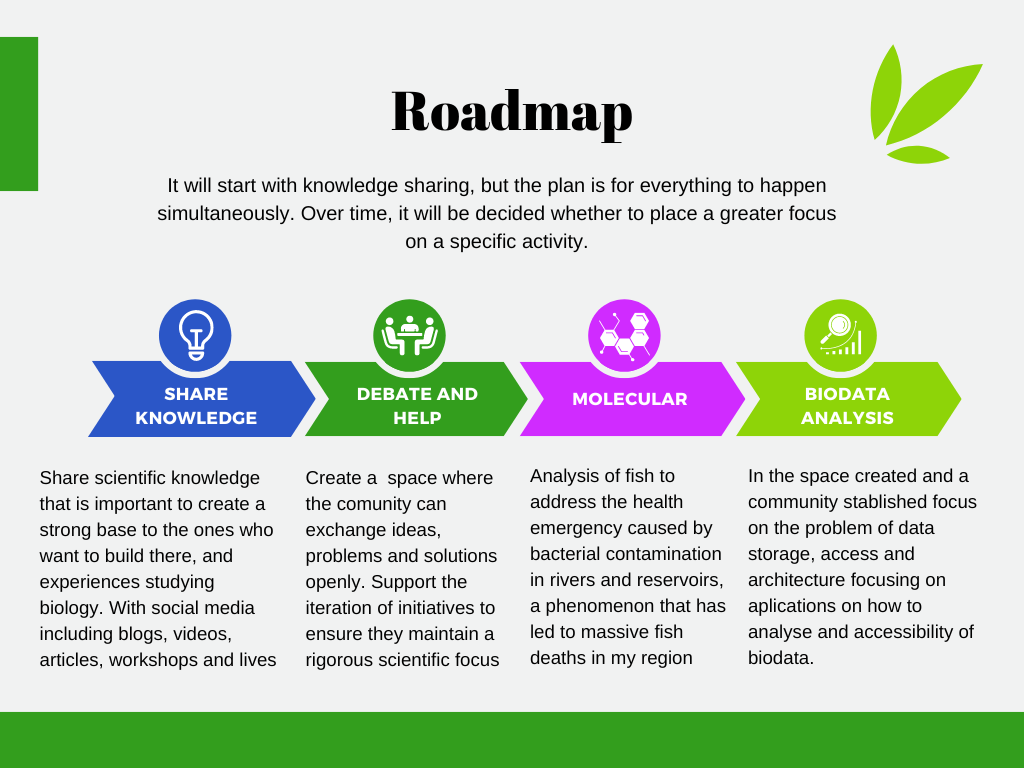 Roadmap
It will start with knowledge sharing, but the plan is for everything to happen
simultaneously. Over time, it will be decided whether to place a greater focus
on a specific activity.
SHARE
KNOWLEDGE
Share scientific knowledge
that is important to create a
strong base to the ones who
want to build there, and
experiences studying
biology. With social media
including blogs, videos,
articles, workshops and lives
DEBATE AND
HELP
Create a  space where
the comunity can
exchange ideas,
problems and solutions
openly. Support the
iteration of initiatives to
ensure they maintain a
rigorous scientific focus
MOLECULAR
Analysis of fish to
address the health
emergency caused by
bacterial contamination
in rivers and reservoirs,
a phenomenon that has
led to massive fish
deaths in my region
BIODATA
ANALYSIS
In the space created and a
community stablished focus
on the problem of data
storage, access and
architecture focusing on
aplications on how to
analyse and accessibility of
biodata.